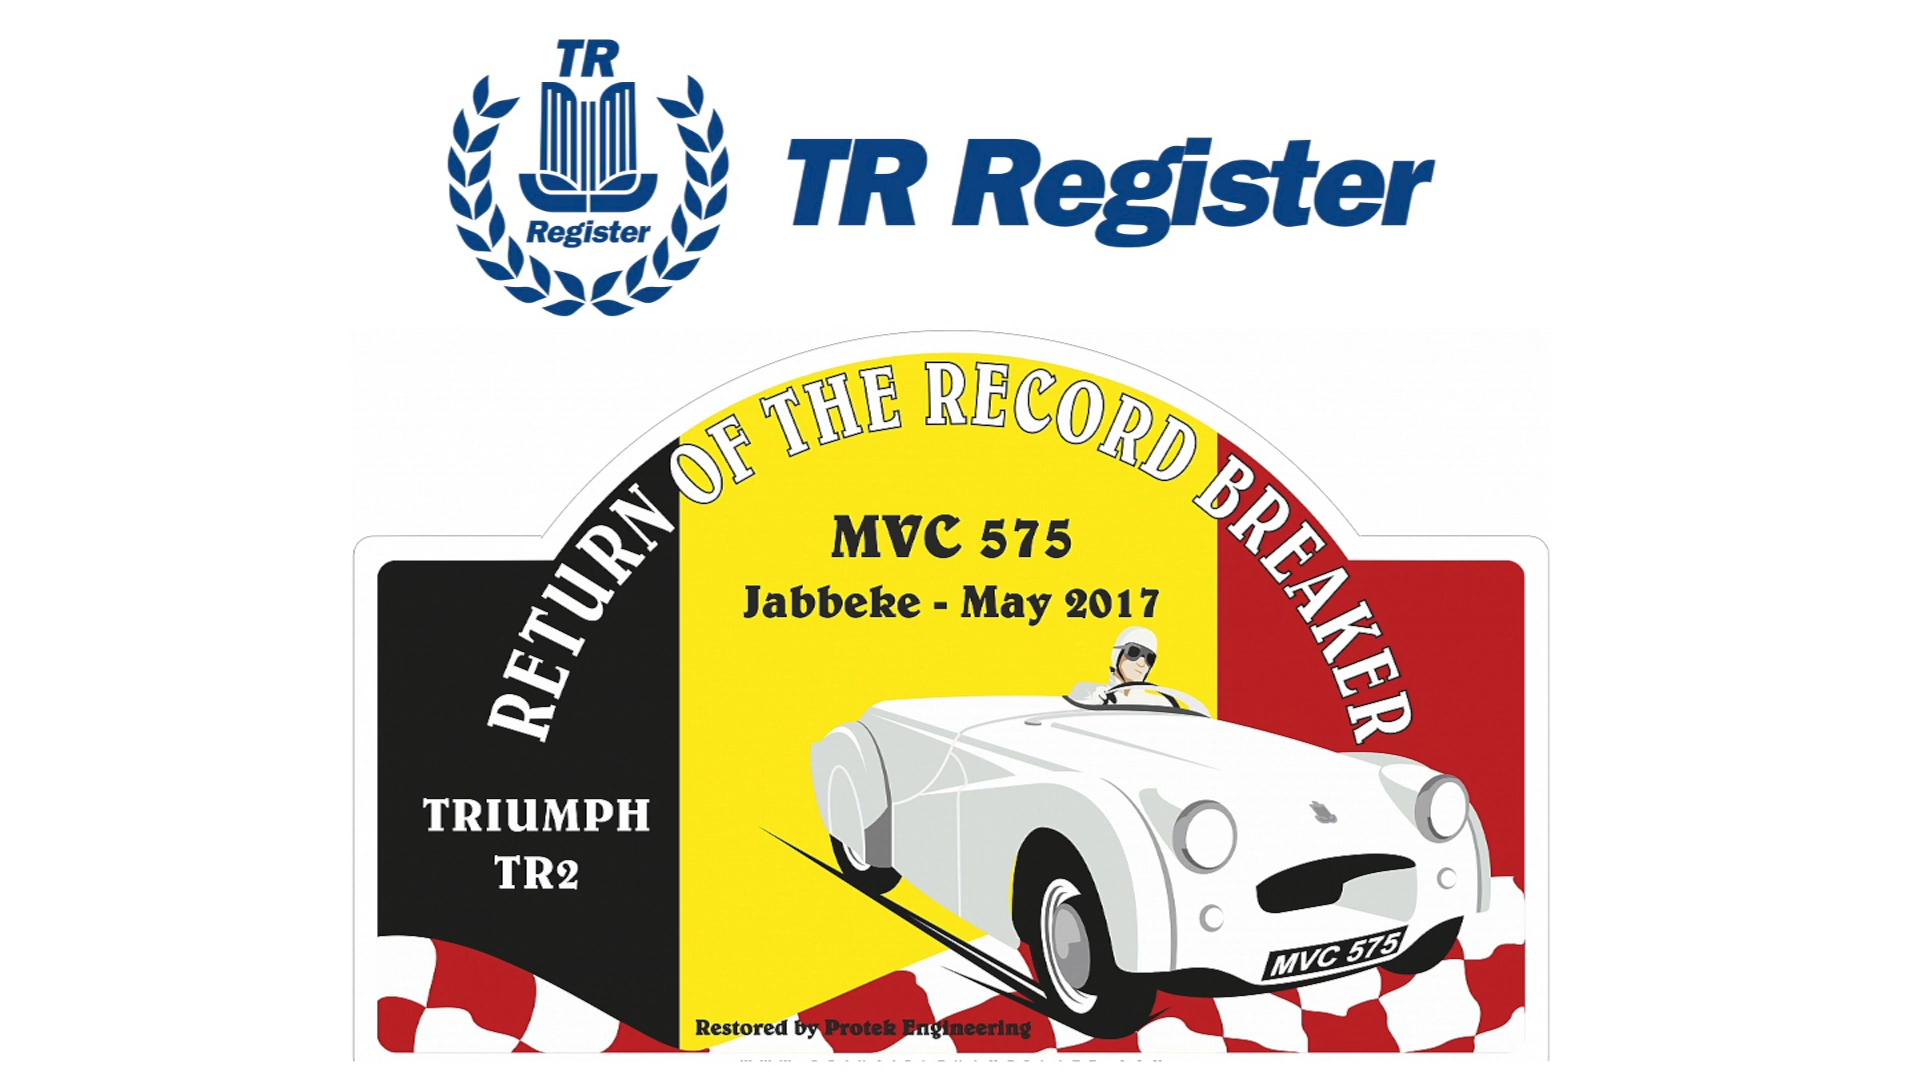 TR
Register
TR Register
RETURN OF THE RECORD BREAKER
MVC 575
Jabbeke - May 2017
TRIUMPH
TR2
MVC 575
Restored by Protek Engineering